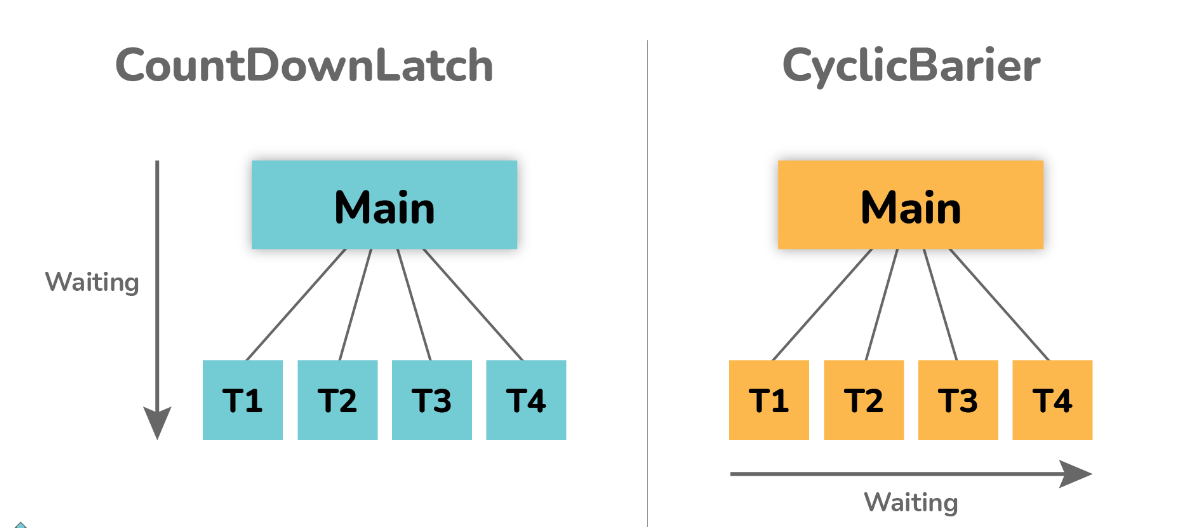 CountDownLatch
Waiting
Main
T1 T2 T3 T4
CyclicBarier
Main
T1 T2 T3 T4
Waiting